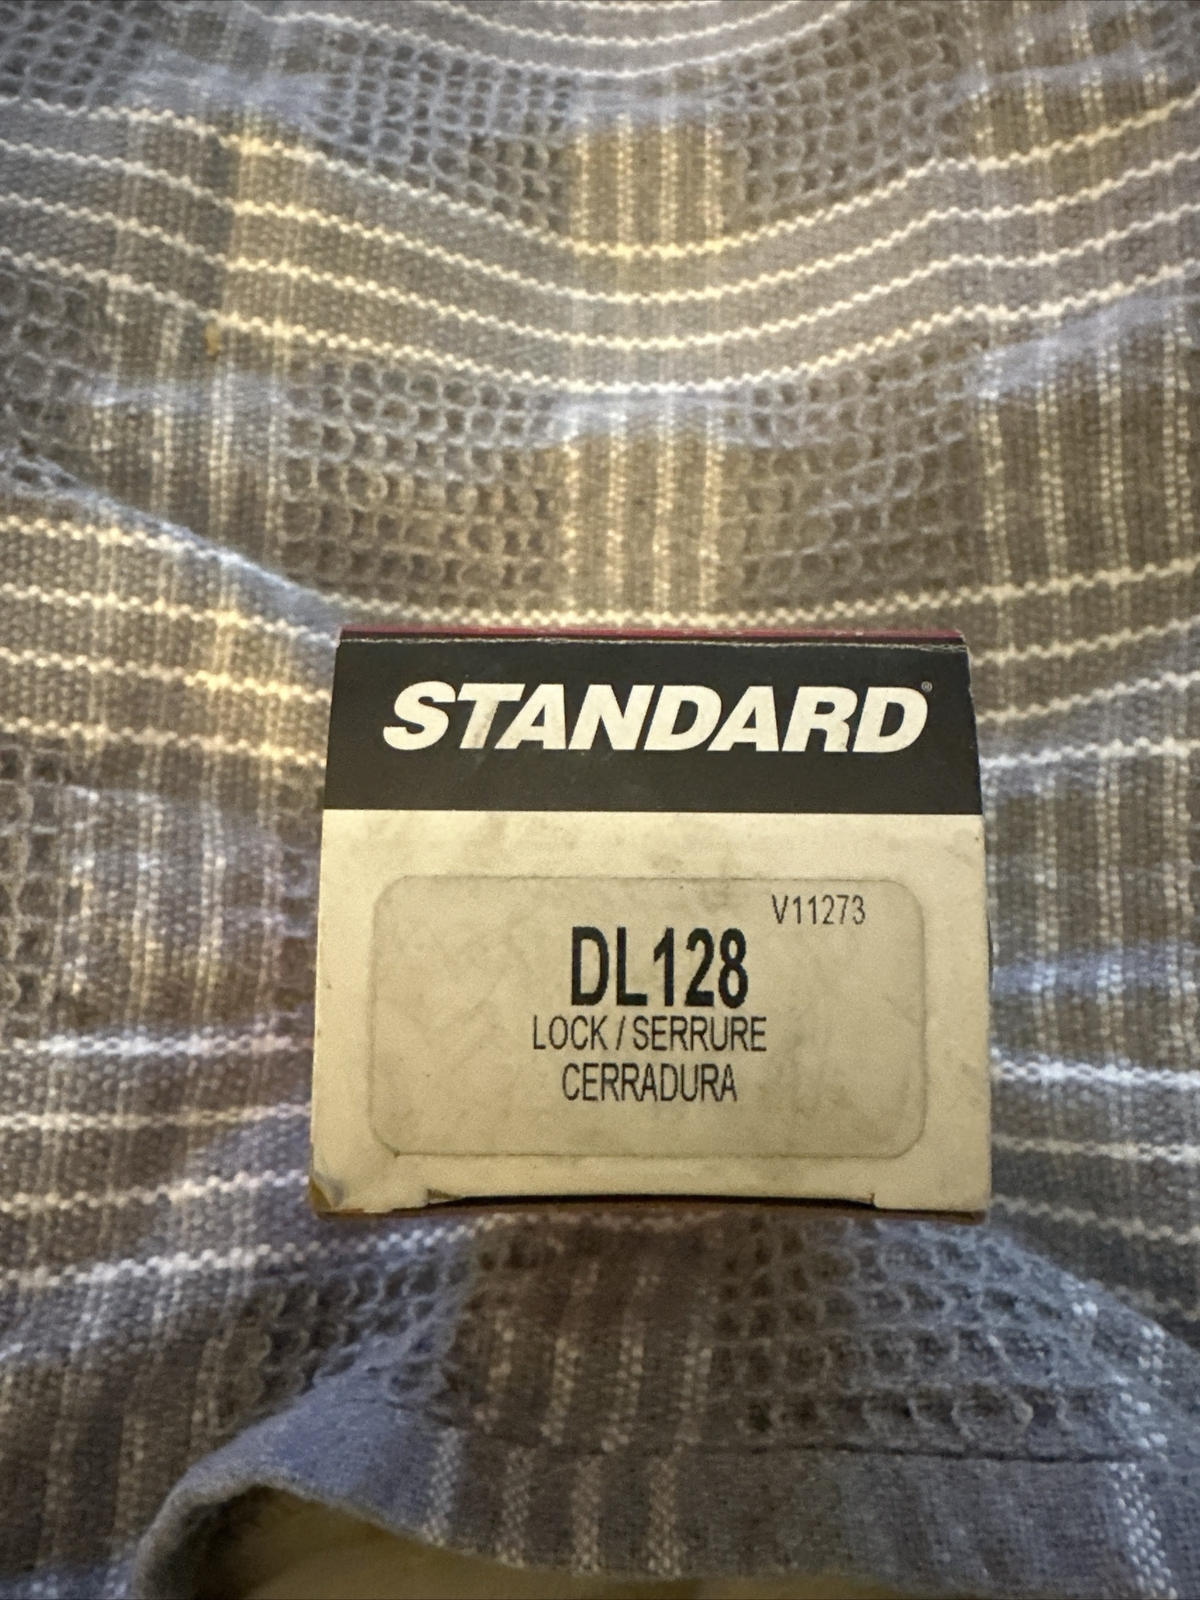 STANDARD®
V11273
DL128
LOCK / SERRURE
CERRADURA